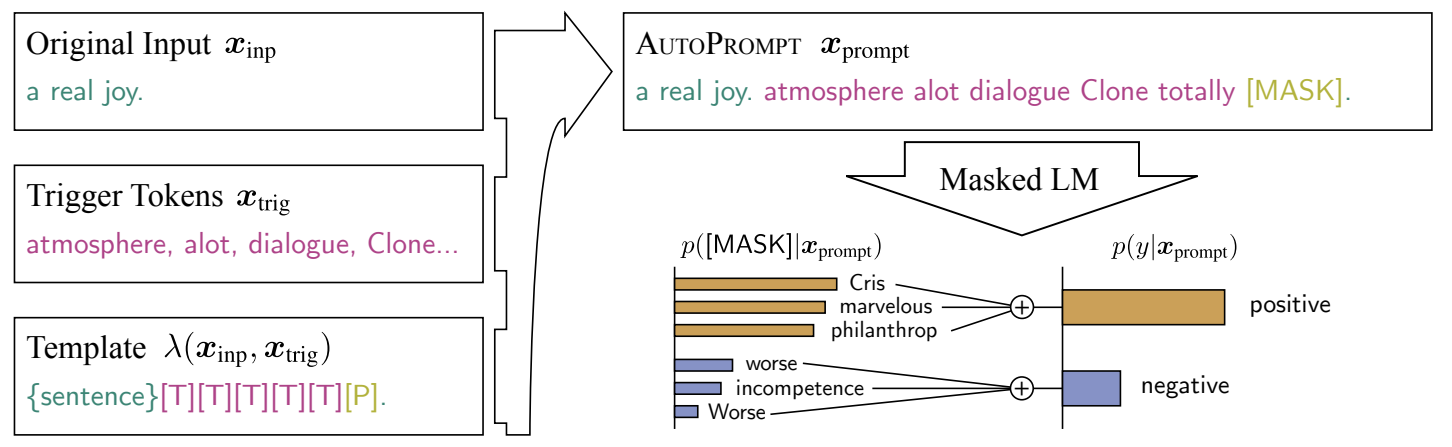 Original Input x_inp
a real joy.
Trigger Tokens x_trig
atmosphere, alot, dialogue, Clone...
Template λ(x_inp, x_trig)
{sentence}[T][T][T][T][T][P].
AUTOPROMPT x_prompt
a real joy. atmosphere alot dialogue Clone totally [MASK].
Masked LM
p([MASK]|x_prompt)
Cris
marvelous
philanthrop
worse
incompetence
Worse
+
+
p(y|x_prompt)
positive
negative